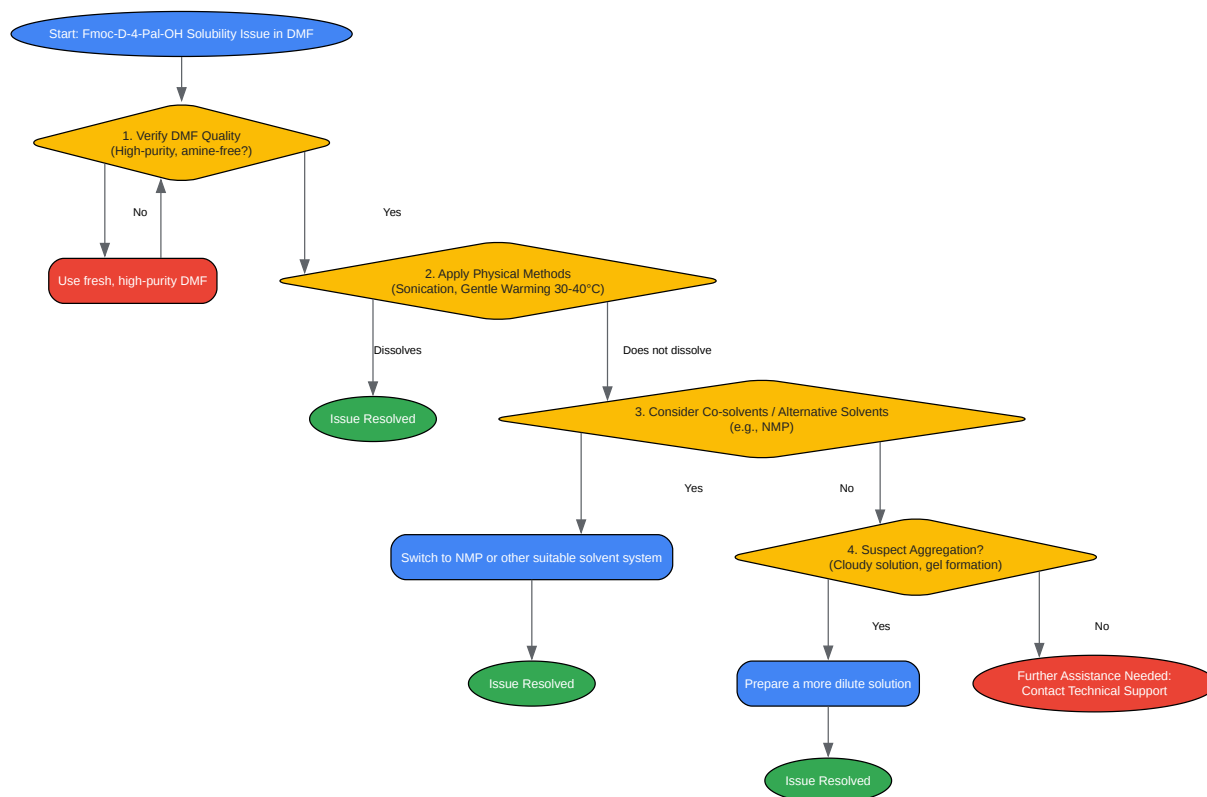 Start: Fmoc-D-4-Pal-OH Solubility Issue in DMF
1. Verify DMF Quality
(High-purity, amine-free?)
No
Yes
Use fresh, high-purity DMF
2. Apply Physical Methods
(Sonication, Gentle Warming 30-40°C)
Dissolves
Does not dissolve
Issue Resolved
3. Consider Co-solvents / Alternative Solvents
(e.g., NMP)
Yes
No
Switch to NMP or other suitable solvent system
4. Suspect Aggregation?
(Cloudy solution, gel formation)
Yes
No
Issue Resolved
Prepare a more dilute solution
Further Assistance Needed:
Contact Technical Support
Issue Resolved